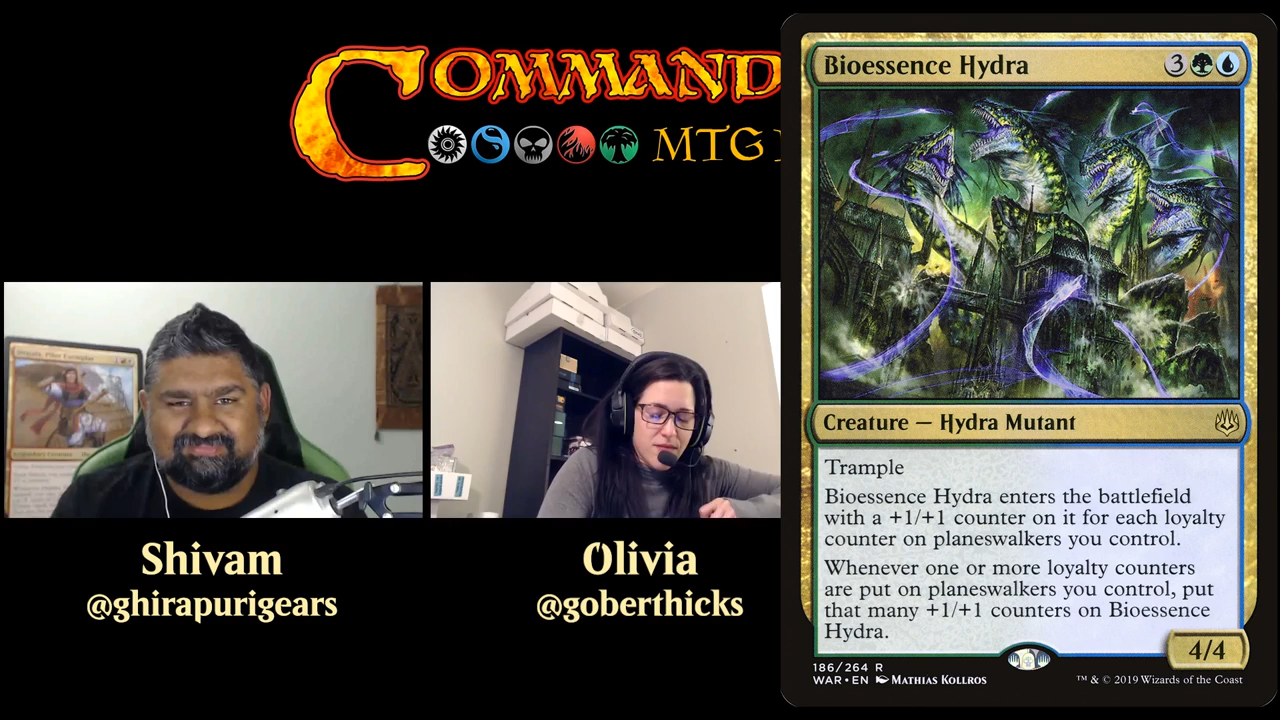 COMMAND
MTG
Shivam
@ghirapurigears
Olivia
@goberthicks
Bioessence Hydra 3
Creature — Hydra Mutant
Trample
Bioessence Hydra enters the battlefield
with a +1/+1 counter on it for each loyalty
counter on planeswalkers you control.
Whenever one or more loyalty counters
are put on planeswalkers you control, put
that many +1/+1 counters on Bioessence
Hydra.
4/4
186/264 R
WAR • EN MATHIAS KOLLROS
™ & © 2019 Wizards of the Coast